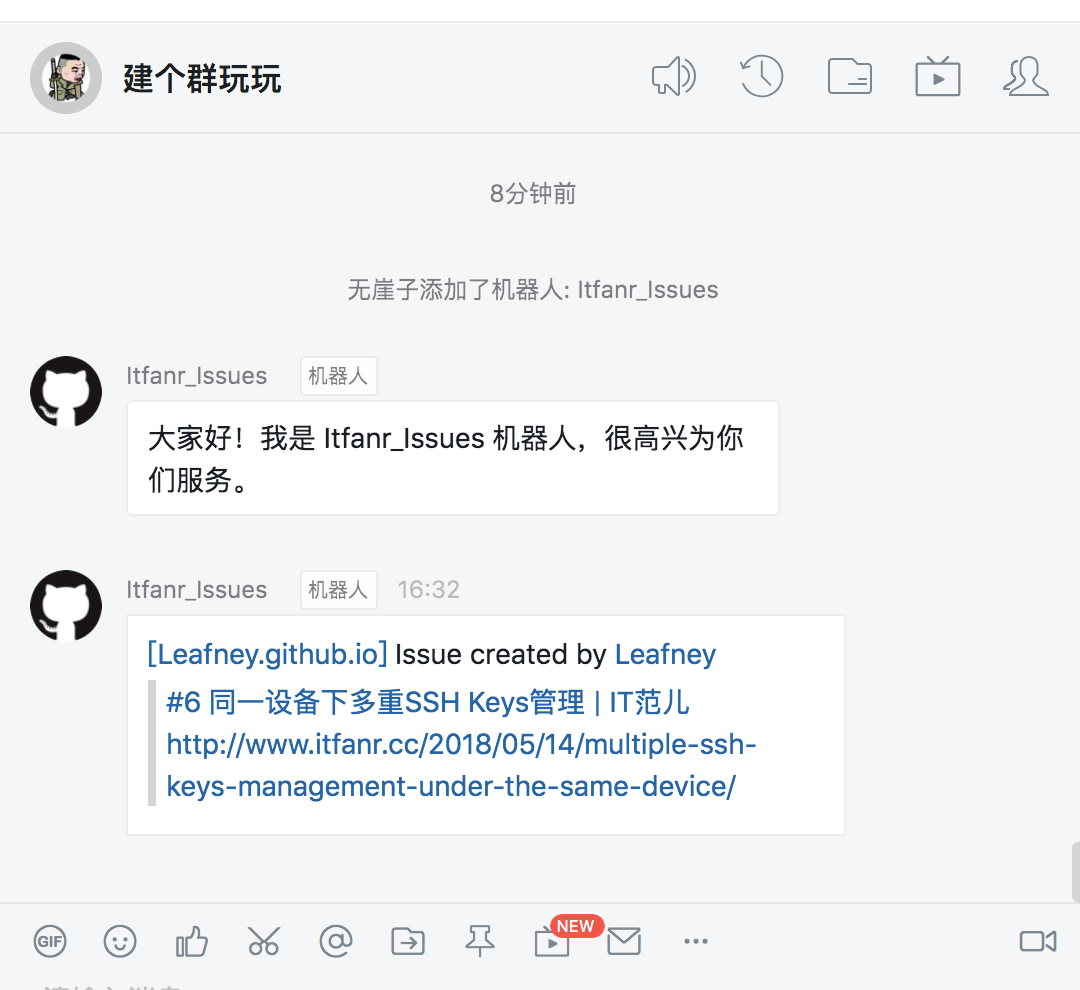 建个群玩玩
8分钟前
无崖子添加了机器人: Itfanr_Issues
Itfanr_Issues 机器人
大家好！我是 Itfanr_Issues 机器人，很高兴为你
们服务。
Itfanr_Issues 机器人 16:32
[Leafney.github.io] Issue created by Leafney
#6 同一设备下多重SSH Keys管理 | IT范儿
http://www.itfanr.cc/2018/05/14/multiple-ssh-
keys-management-under-the-same-device/
GIF
NEW